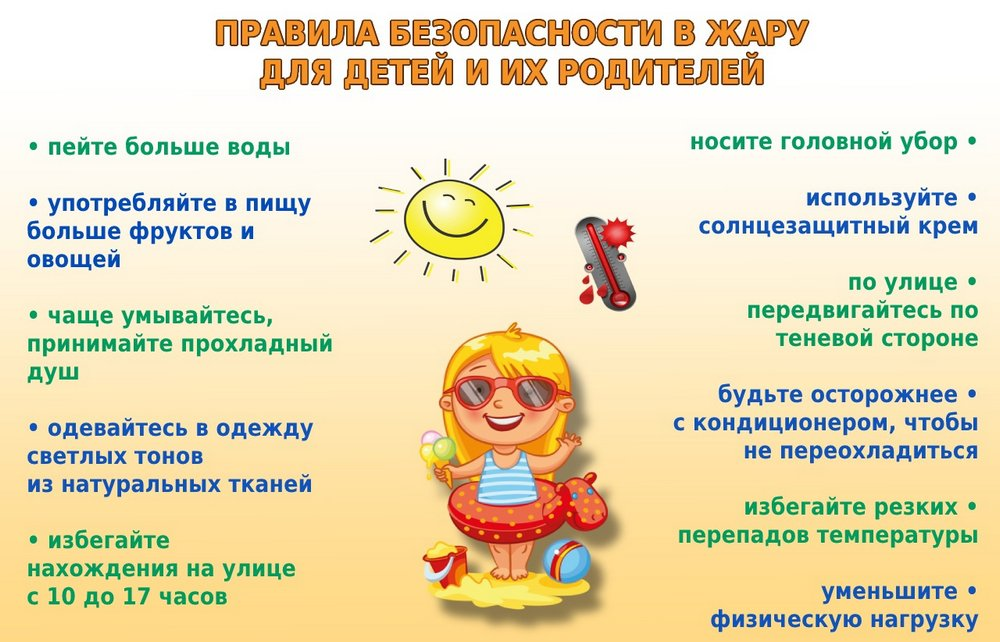 ПРАВИЛА БЕЗОПАСНОСТИ В ЖАРУ
ДЛЯ ДЕТЕЙ И ИХ РОДИТЕЛЕЙ
• пейте больше воды
• употребляйте в пищу
больше фруктов и
овощей
• чаще умывайтесь,
принимайте прохладный
душ
• одевайтесь в одежду
светлых тонов
из натуральных тканей
• избегайте
нахождения на улице
с 10 до 17 часов
носите головной убор •
используйте •
солнцезащитный крем
по улице •
передвигайтесь по
теневой стороне
будьте осторожнее •
с кондиционером, чтобы
не переохладиться
избегайте резких •
перепадов температуры
уменьшите •
физическую нагрузку